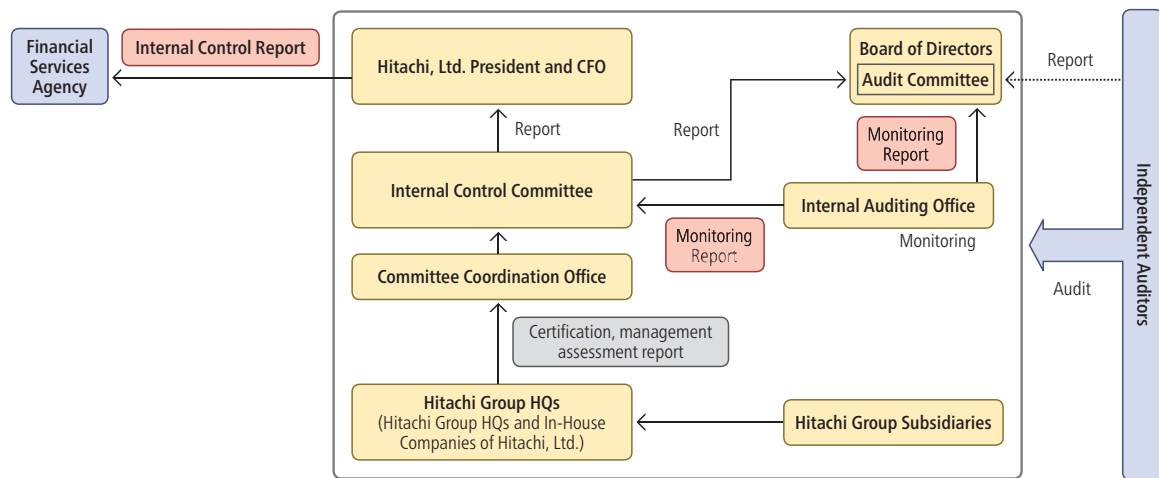 Financial
Services
Agency
Internal Control Report
Hitachi, Ltd. President and CFO
Board of Directors
Audit Committee
Report
Report
Report
Monitoring
Report
Internal Control Committee
Internal Auditing Office
Monitoring
Report
Monitoring
Independent Auditors
Audit
Committee Coordination Office
Certification, management
assessment report
Hitachi Group HQs
(Hitachi Group HQs and In-House
Companies of Hitachi, Ltd.)
Hitachi Group Subsidiaries